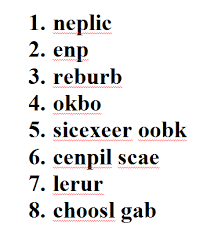 1. neplic
2. enp
3. reburb
4. okbo
5. sicexeer oobk
6. cenpil scae
7. lerur
8. choosl gab